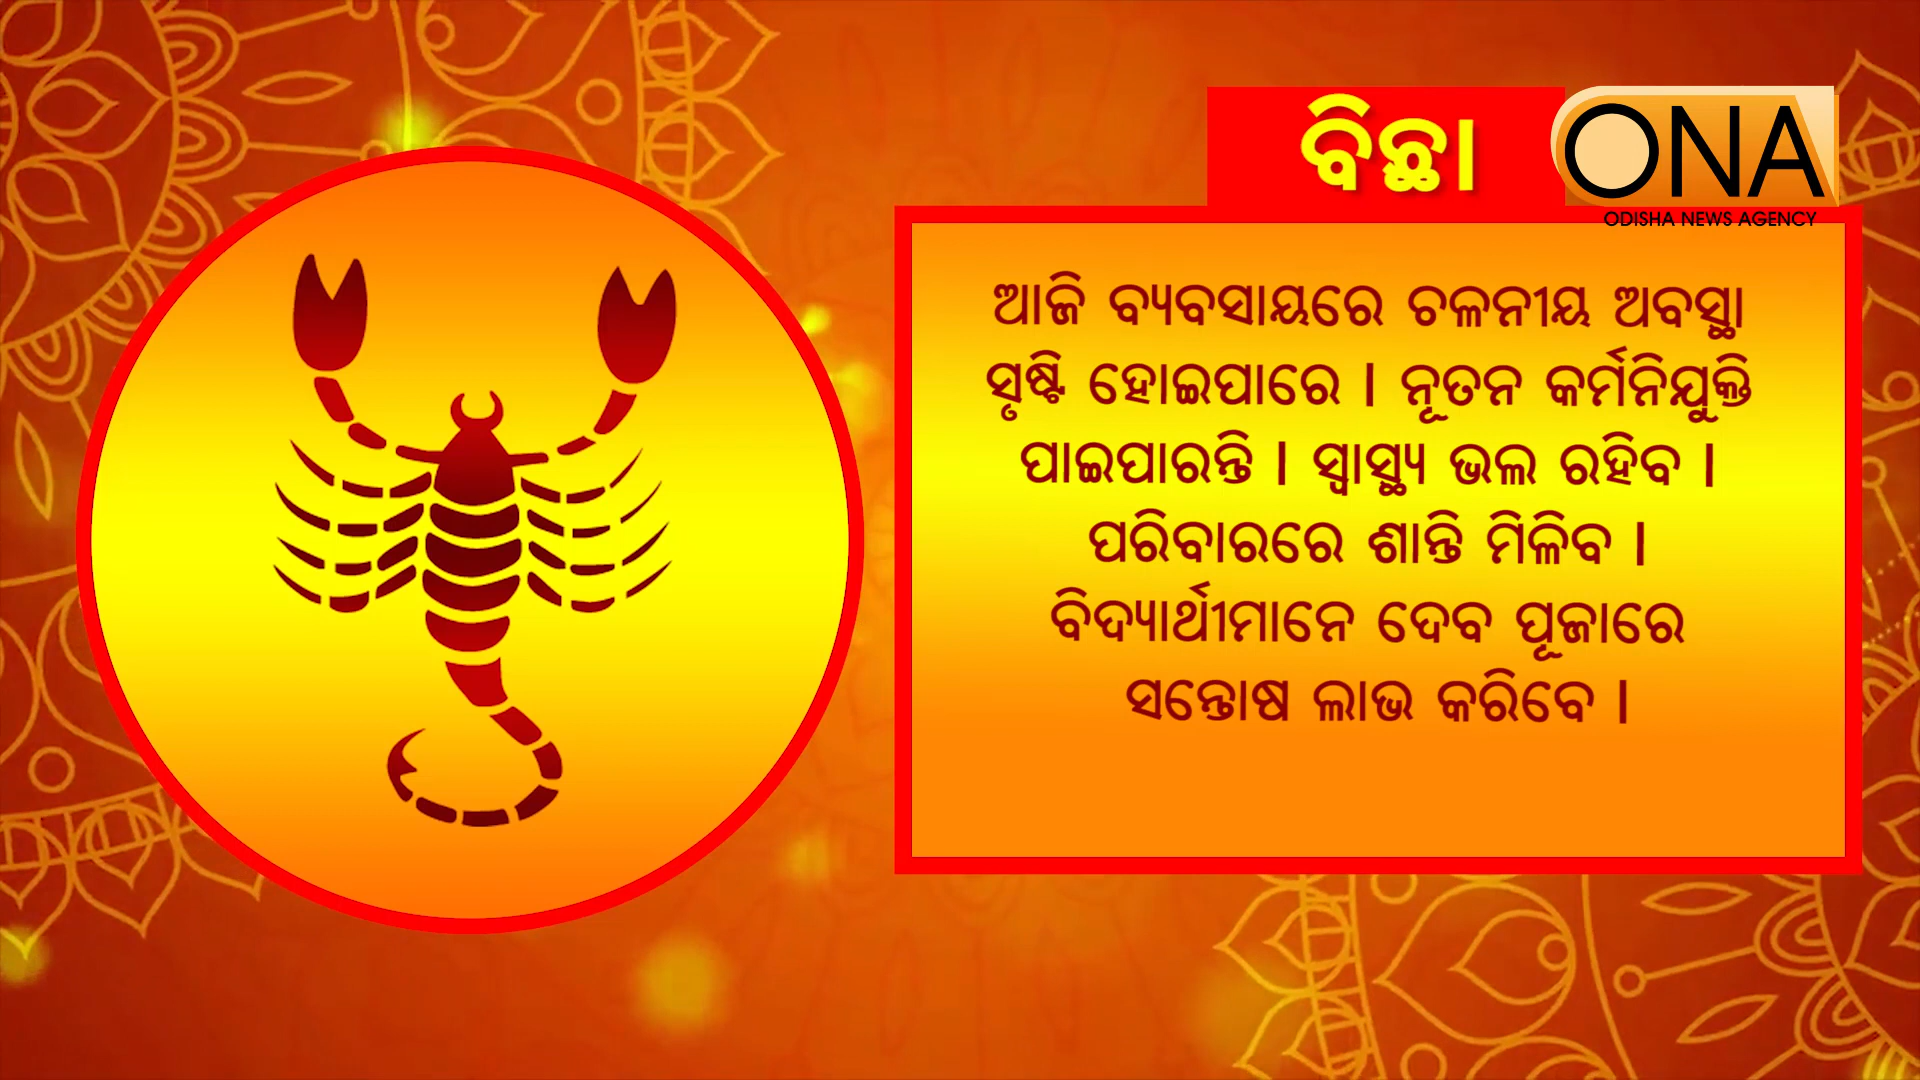 ବିଛା
ONA
ODISHA NEWS AGENCY
ଆଜି ବ୍ୟବସାୟରେ ଚଳନୀୟ ଅବସ୍ଥା
ସୃଷ୍ଟି ହୋଇପାରେ । ନୂତନ କର୍ମନିଯୁକ୍ତି
ପାଇପାରନ୍ତି । ସ୍ୱାସ୍ଥ୍ୟ ଭଲ ରହିବ ।
ପରିବାରରେ ଶାନ୍ତି ମିଳିବ ।
ବିଦ୍ୟାର୍ଥୀମାନେ ଦେବ ପୂଜାରେ
ସନ୍ତୋଷ ଲାଭ କରିବେ ।